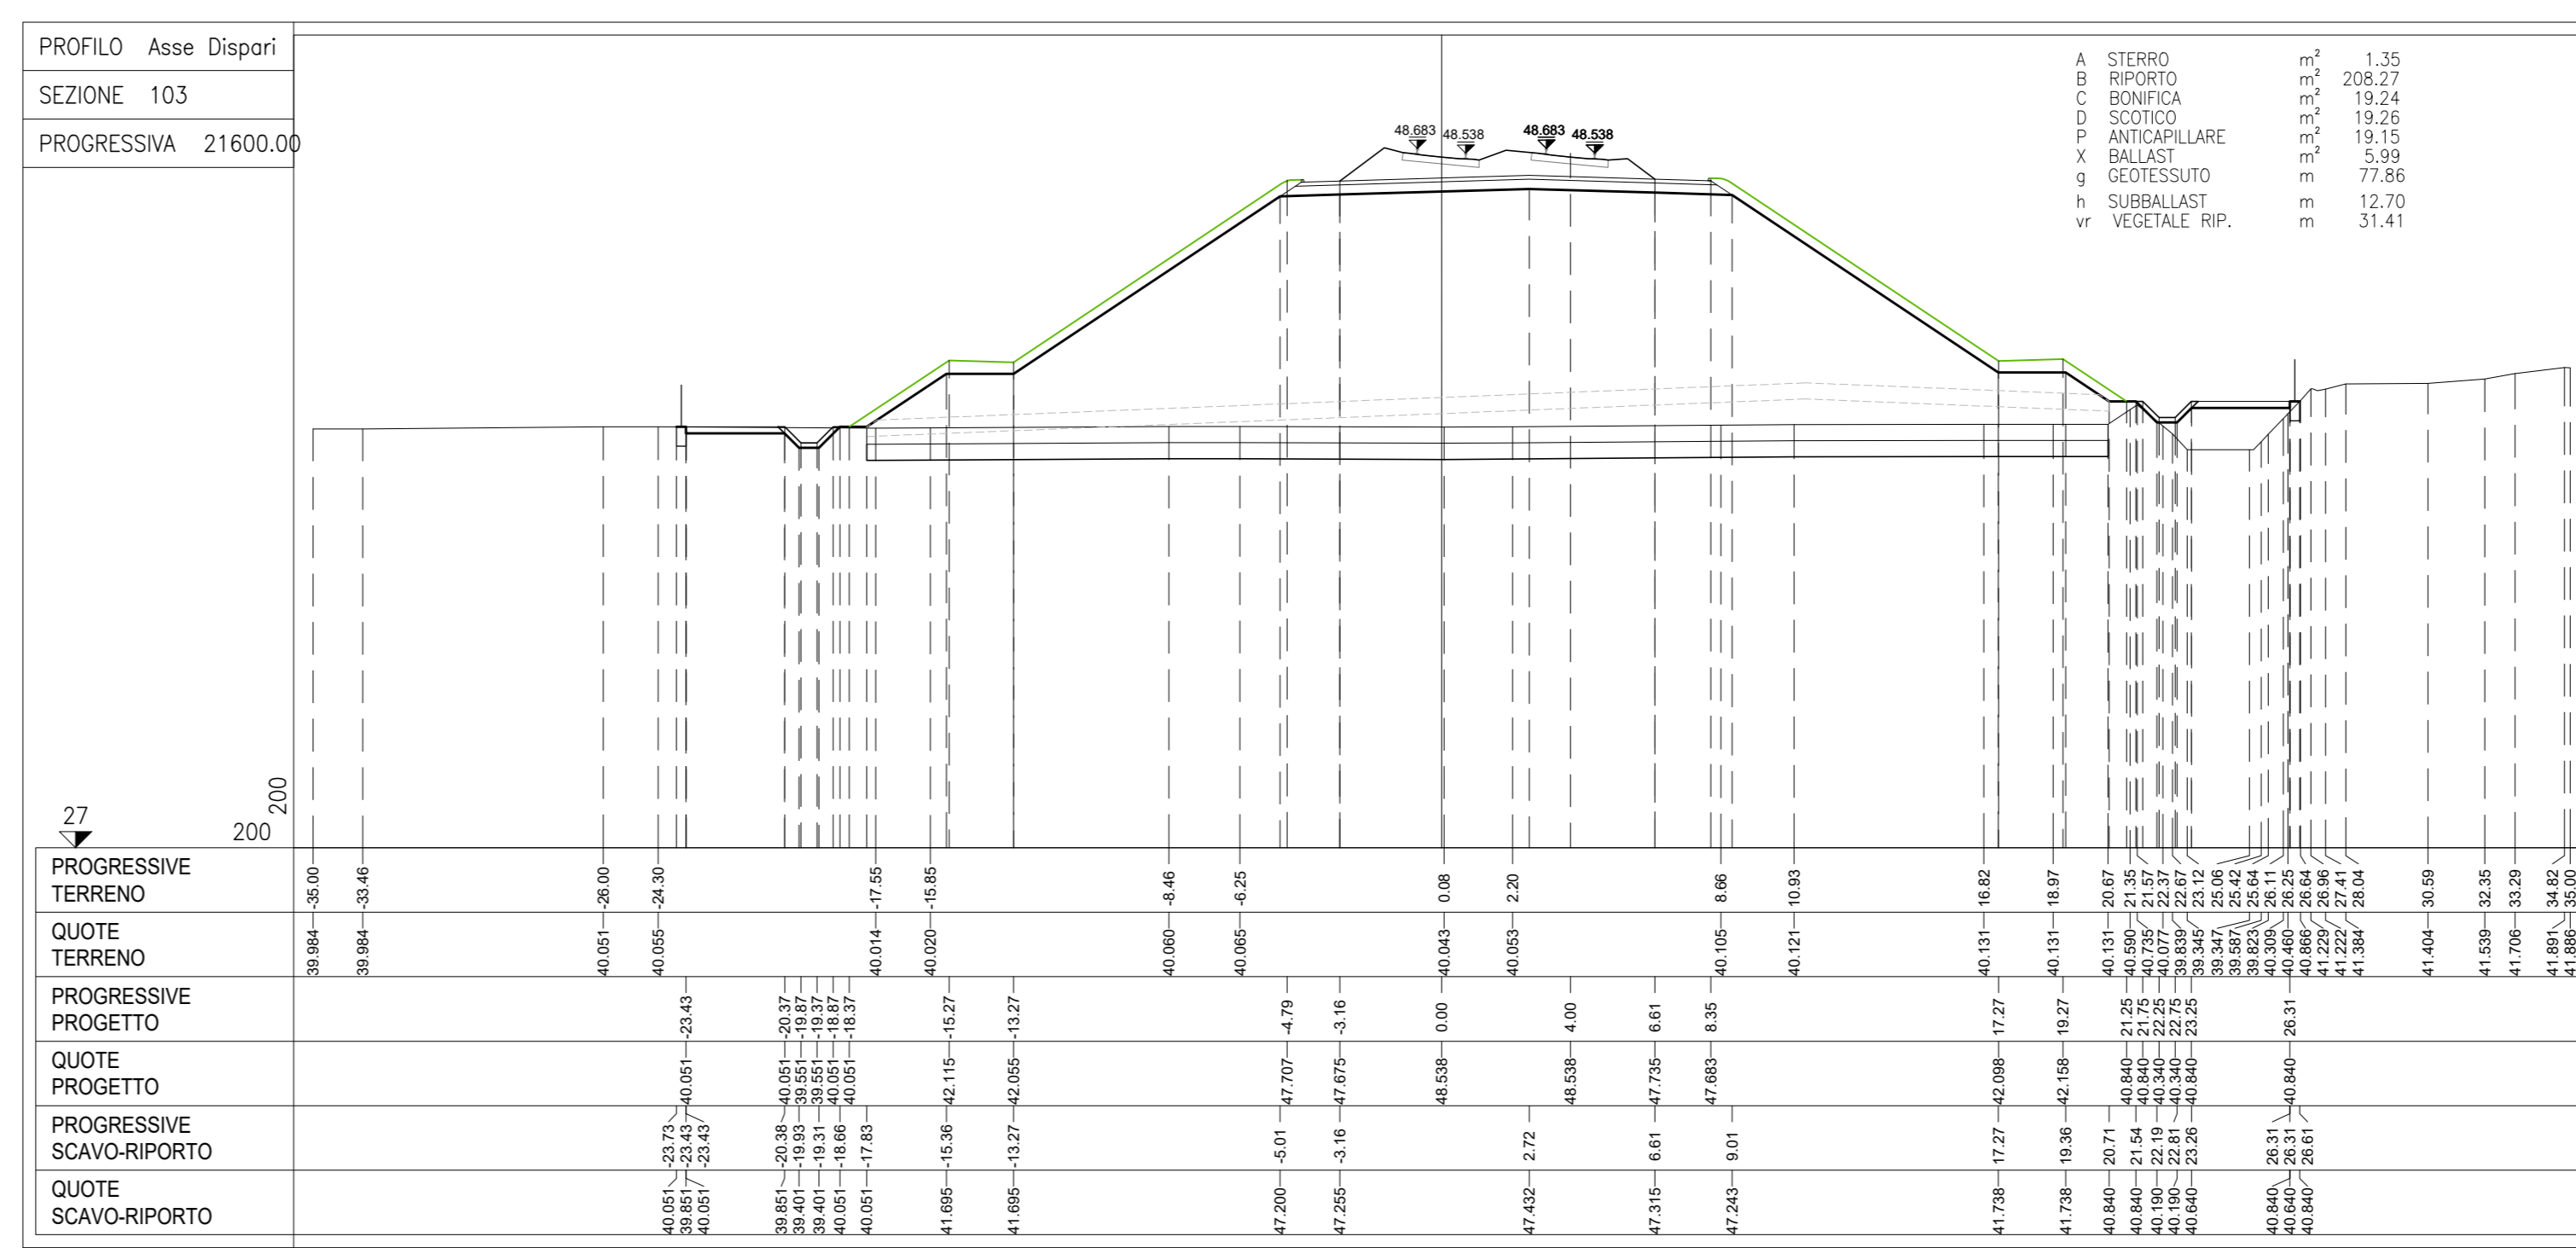 PROFILO Asse Dispari
SEZIONE 103
PROGRESSIVA 21600.00
A STERRO m² 1.35
B RIPORTO m² 208.27
C BONIFICA m² 19.24
D SCOTICO m² 19.26
P ANTICAPILLARE m² 19.15
X BALLAST m² 5.99
g GEOTESSUTO m 77.86
h SUBBALLAST m 12.70
vr VEGETALE RIP. m 31.41
48.683 48.538 48.683 48.538
27
200
200
PROGRESSIVE TERRENO
-35.00 -33.46 -26.00 -24.30 -17.55 -15.85 -8.46 -6.25 0.08 2.20 8.66 10.93 16.82 18.97 20.67 21.35 21.57 22.37 22.67 23.12 25.06 25.42 25.64 26.11 26.25 26.64 26.96 27.41 28.04 30.59 32.35 33.29 34.82 35.00
QUOTE TERRENO
39.984 39.984 40.051 40.055 40.014 40.020 40.060 40.065 40.043 40.053 40.105 40.121 40.131 40.131 40.131 40.590 40.735 40.077 39.839 39.345 39.347 39.587 39.823 40.309 40.460 40.866 41.229 41.222 41.384 41.404 41.539 41.706 41.891 41.886
PROGRESSIVE PROGETTO
-23.43 -20.37 -19.87 -19.37 -18.87 -18.37 -15.27 -13.27 -4.79 -3.16 0.00 4.00 6.61 8.35 17.27 19.27 21.25 21.75 22.25 22.75 23.25 26.31
QUOTE PROGETTO
40.051 40.051 39.551 39.551 40.051 40.051 42.115 42.055 47.707 47.675 48.538 48.538 47.735 47.683 42.098 42.158 40.840 40.840 40.340 40.340 40.840 40.840
PROGRESSIVE SCAVO-RIPORTO
-23.73 -23.43 -23.43 -20.38 -19.93 -19.31 -18.66 -17.83 -15.36 -13.27 -5.01 -3.16 2.72 6.61 9.01 17.27 19.36 20.71 21.54 22.19 22.81 23.26 26.31 26.31 26.61
QUOTE SCAVO-RIPORTO
40.051 39.851 40.051 39.851 39.401 39.401 40.051 40.051 41.695 41.695 47.200 47.255 47.432 47.315 47.243 41.738 41.738 40.840 40.840 40.190 40.190 40.640 40.840 40.640 40.840